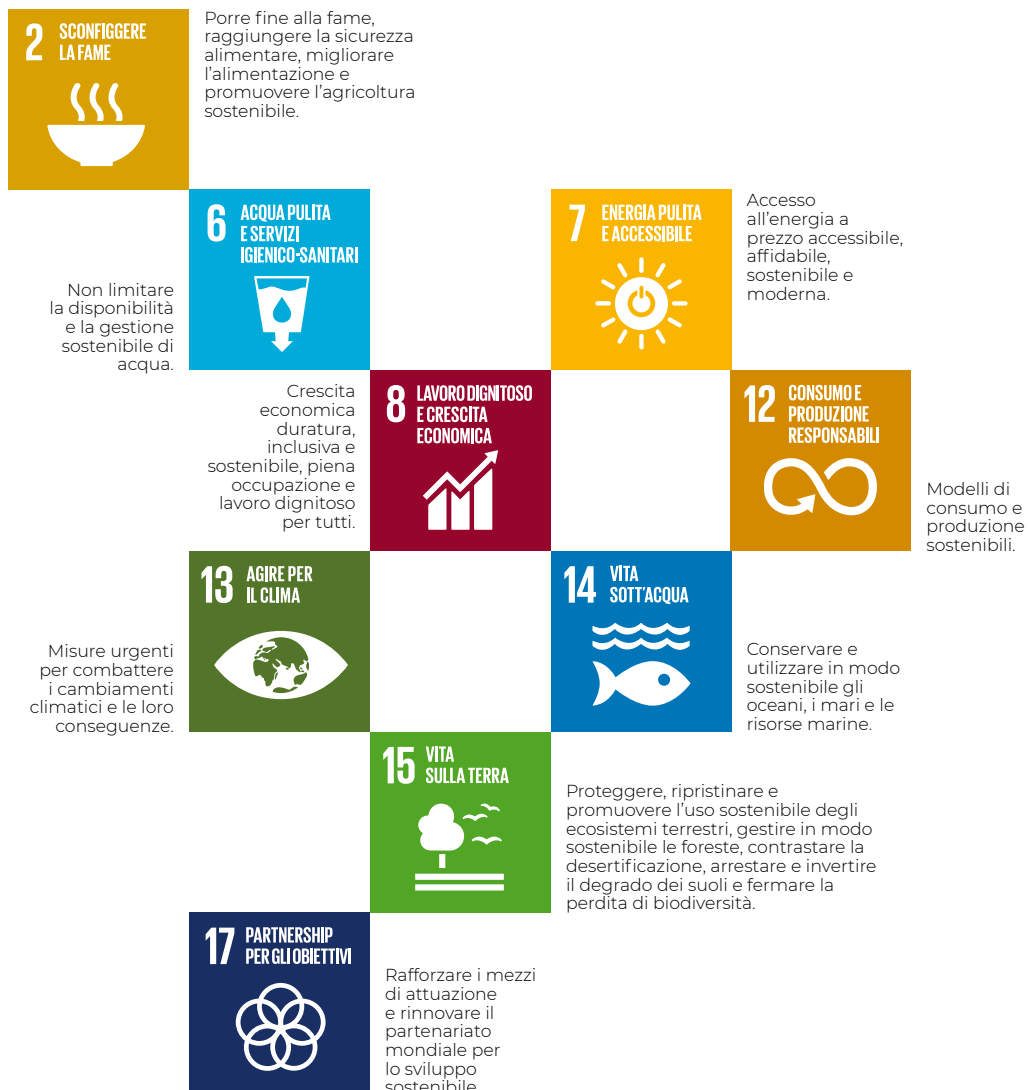 2 SCONFIGGERE
LA FAME
Porre fine alla fame,
raggiungere la sicurezza
alimentare, migliorare
l’alimentazione e
promuovere l’agricoltura
sostenibile.
6 ACQUA PULITA
E SERVIZI
IGIENICO-SANITARI
Non limitare
la disponibilità
e la gestione
sostenibile di
acqua.
7 ENERGIA PULITA
E ACCESSIBILE
Accesso
all’energia a
prezzo accessibile,
affidabile,
sostenibile e
moderna.
8 LAVORO DIGNITOSO
E CRESCITA
ECONOMICA
Crescita
economica
duratura,
inclusiva e
sostenibile, piena
occupazione e
lavoro dignitoso
per tutti.
12 CONSUMO E
PRODUZIONE
RESPONSABILI
Modelli di
consumo e
produzione
sostenibili.
13 AGIRE PER
IL CLIMA
Misure urgenti
per combattere
i cambiamenti
climatici e le loro
conseguenze.
14 VITA
SOTT'ACQUA
Conservare e
utilizzare in modo
sostenibile gli
oceani, i mari e le
risorse marine.
15 VITA
SULLA TERRA
Proteggere, ripristinare e
promuovere l’uso sostenibile degli
ecosistemi terrestri, gestire in modo
sostenibile le foreste, contrastare la
desertificazione, arrestare e invertire
il degrado dei suoli e fermare la
perdita di biodiversità.
17 PARTNERSHIP
PER GLI OBIETTIVI
Rafforzare i mezzi
di attuazione
e rinnovare il
partenariato
mondiale per
lo sviluppo
sostenibile